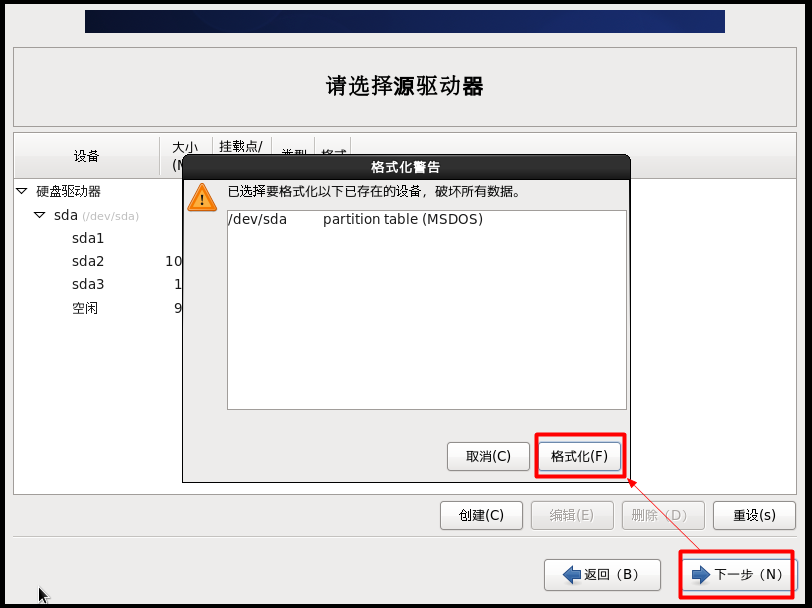 请选择源驱动器
设备
大小
挂载点/
格式化警告
已选择要格式化以下已存在的设备，破坏所有数据。
/dev/sda partition table (MSDOS)
硬盘驱动器
sda (/dev/sda)
sda1
sda2 10
sda3 1
空闲 9
取消(C) 格式化(F)
创建(C) 编辑(E) 删除（D） 重设(s)
返回（B） 下一步（N）